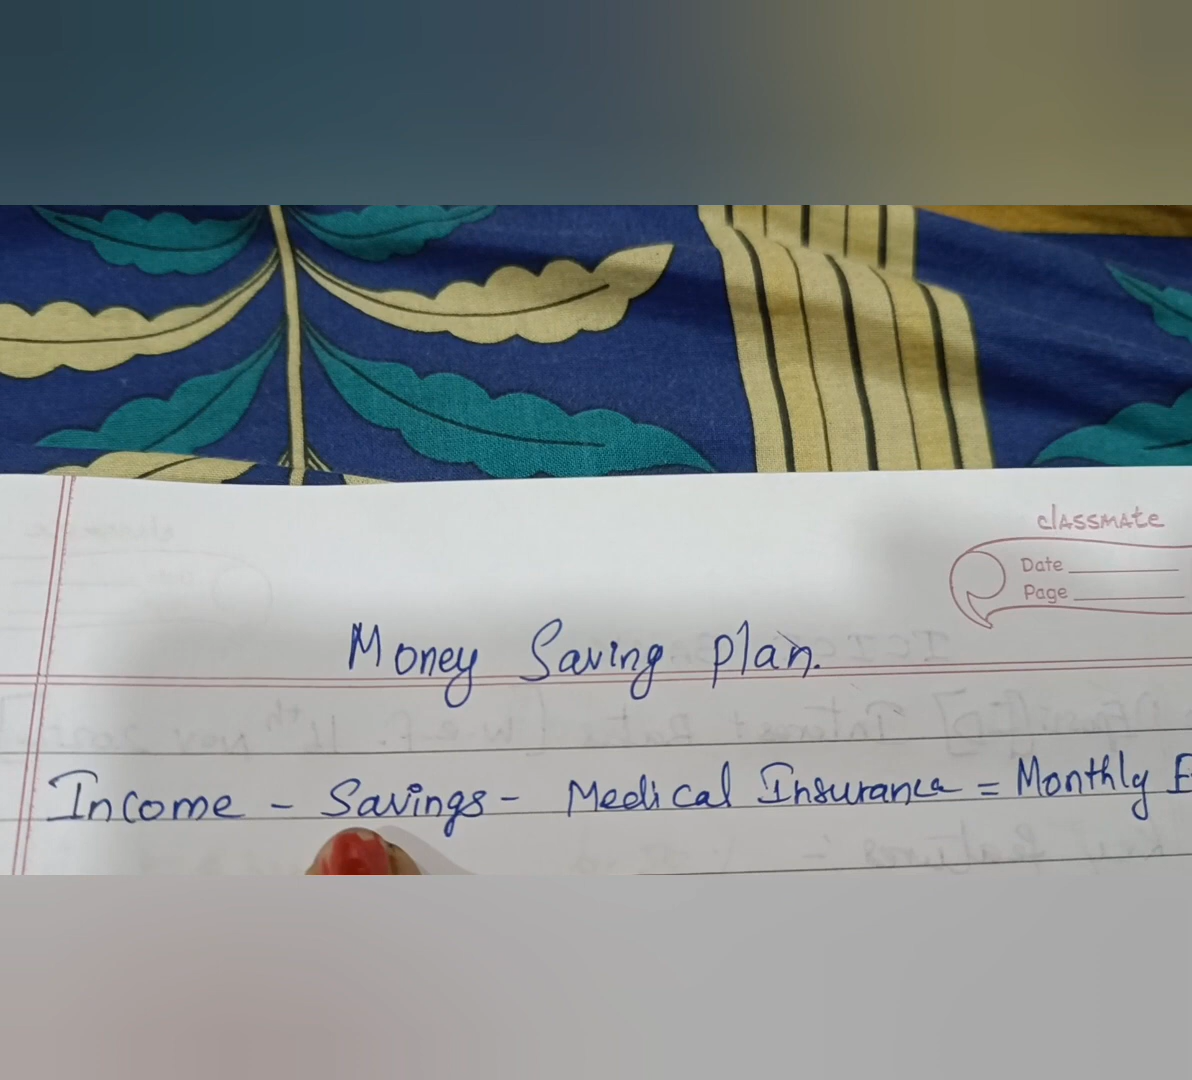 classmate
Date
Page
Money Saving Plan.
Income - Savings - Medical Insurance = Monthly E